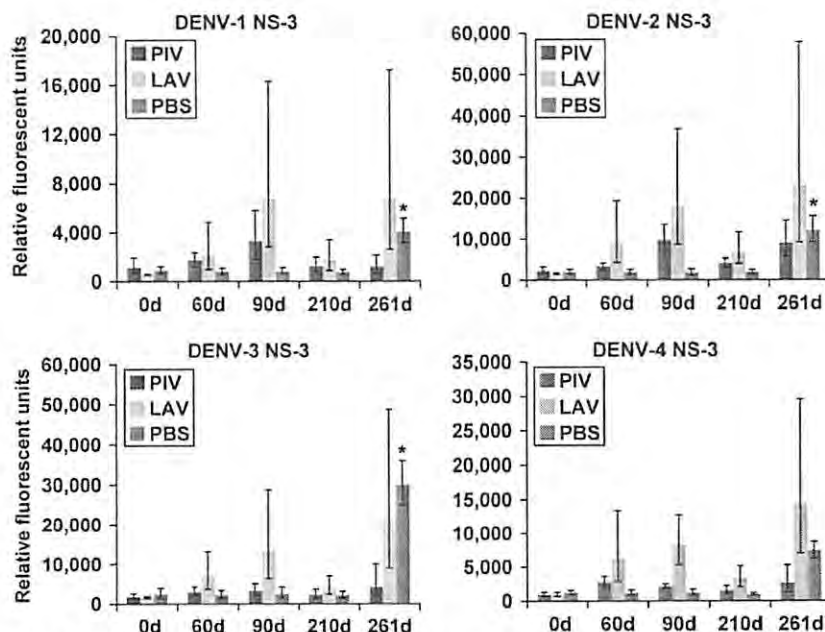 DENV-1 NS-3
Relative fluorescent units
20,000
16,000
12,000
8,000
4,000
0
PIV
LAV
PBS
*
0d 60d 90d 210d 261d
DENV-2 NS-3
60,000
50,000
40,000
30,000
20,000
10,000
0
PIV
LAV
PBS
*
0d 60d 90d 210d 261d
DENV-3 NS-3
Relative fluorescent units
60,000
50,000
40,000
30,000
20,000
10,000
0
PIV
LAV
PBS
*
0d 60d 90d 210d 261d
DENV-4 NS-3
35,000
30,000
25,000
20,000
15,000
10,000
5,000
0
PIV
LAV
PBS
0d 60d 90d 210d 261d